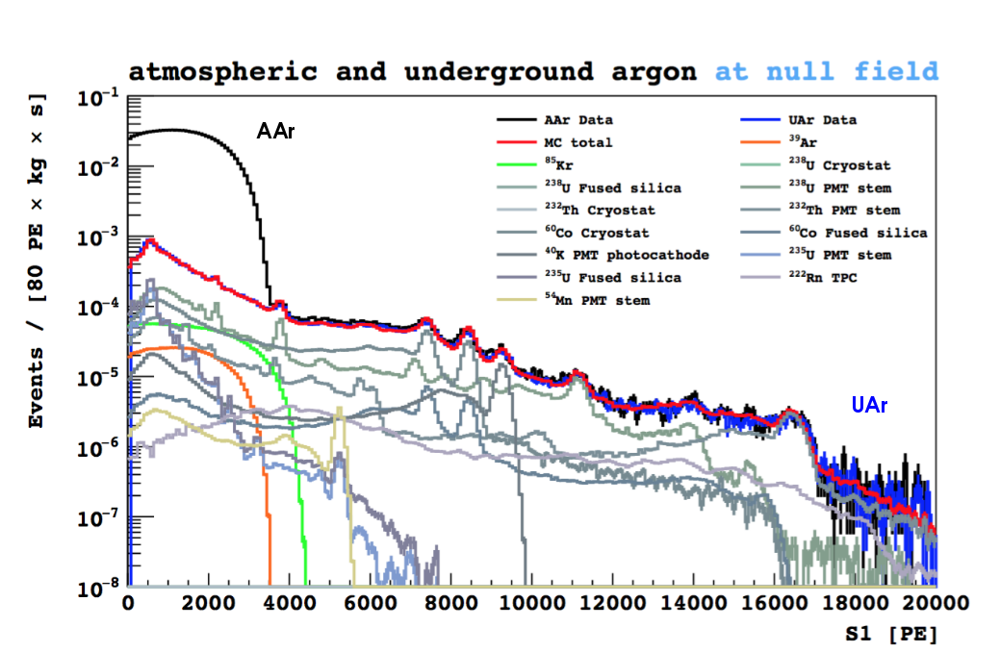 atmospheric and underground argon at null field
Events / [80 PE × kg × s]
10⁻¹
10⁻²
10⁻³
10⁻⁴
10⁻⁵
10⁻⁶
10⁻⁷
10⁻⁸
AAr
AAr Data
UAr Data
MC total
³⁹Ar
⁸⁵Kr
²³⁸U Cryostat
²³⁸U Fused silica
²³⁸U PMT stem
²³²Th Cryostat
²³²Th PMT stem
⁶⁰Co Cryostat
⁶⁰Co Fused silica
⁴⁰K PMT photocathode
²³⁵U PMT stem
²³⁵U Fused silica
²²²Rn TPC
⁵⁴Mn PMT stem
UAr
0 2000 4000 6000 8000 10000 12000 14000 16000 18000 20000
S1 [PE]